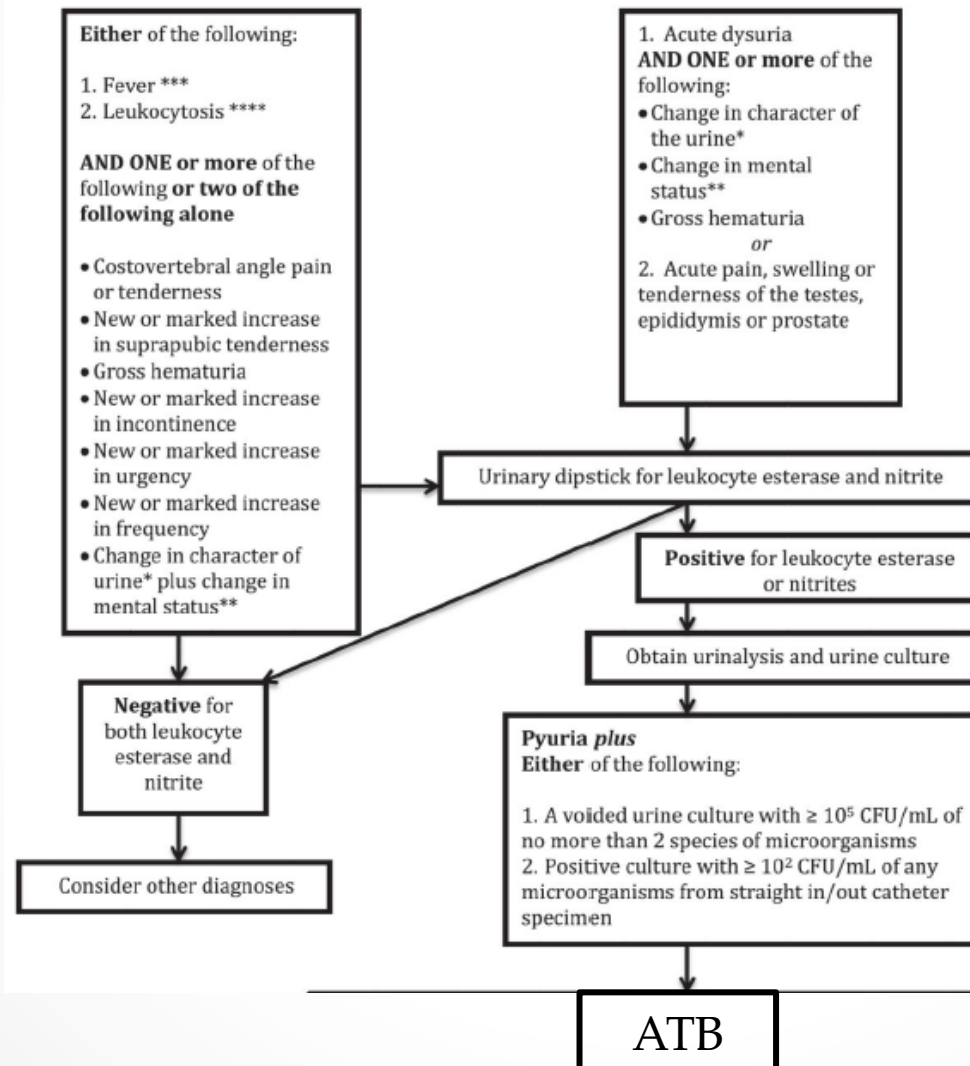 Either of the following:
1. Fever ***
2. Leukocytosis ****
AND ONE or more of the
following or two of the
following alone
• Costovertebral angle pain
or tenderness
• New or marked increase
in suprapubic tenderness
• Gross hematuria
• New or marked increase
in incontinence
• New or marked increase
in urgency
• New or marked increase
in frequency
• Change in character of
urine* plus change in
mental status**
1. Acute dysuria
AND ONE or more of the
following:
• Change in character of
the urine*
• Change in mental
status**
• Gross hematuria
or
2. Acute pain, swelling or
tenderness of the testes,
epididymis or prostate
Urinary dipstick for leukocyte esterase and nitrite
Positive for leukocyte esterase
or nitrites
Obtain urinalysis and urine culture
Negative for
both leukocyte
esterase and
nitrite
Consider other diagnoses
Pyuria plus
Either of the following:
1. A voided urine culture with ≥ 10⁵ CFU/mL of
no more than 2 species of microorganisms
2. Positive culture with ≥ 10² CFU/mL of any
microorganisms from straight in/out catheter
specimen
ATB